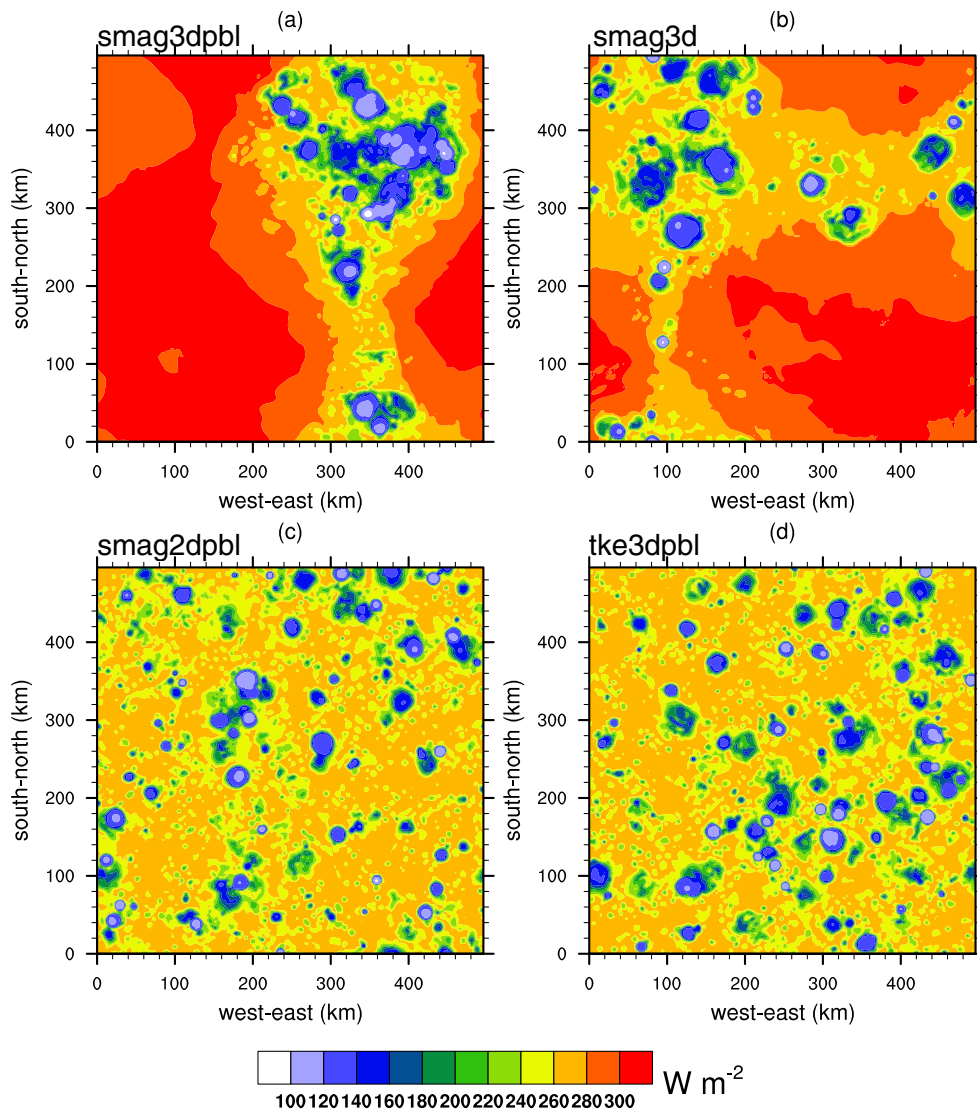 (a) (b)
smag3dpbl smag3d
south-north (km) south-north (km)
400 400
300 300
200 200
100 100
0 0
0 100 200 300 400 0 100 200 300 400
west-east (km) west-east (km)
(c) (d)
smag2dpbl tke3dpbl
south-north (km) south-north (km)
400 400
300 300
200 200
100 100
0 0
0 100 200 300 400 0 100 200 300 400
west-east (km) west-east (km)
100 120 140 160 180 200 220 240 260 280 300 W m⁻²